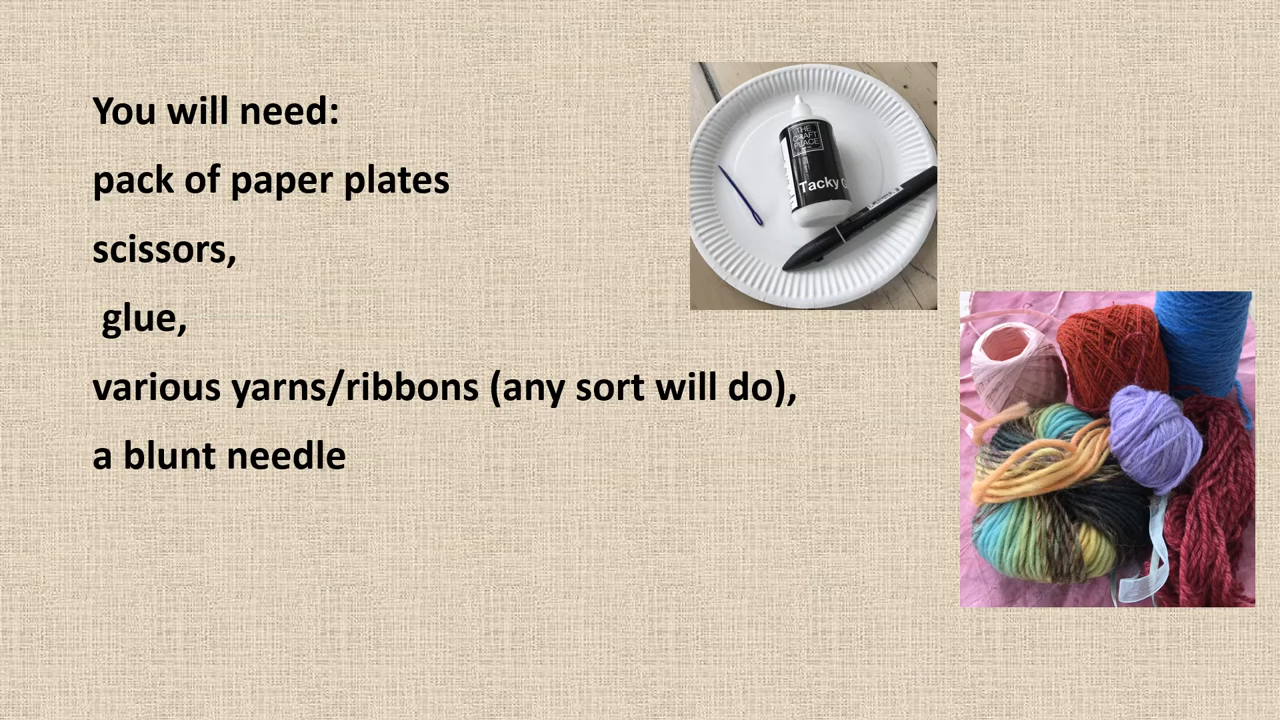 You will need:
pack of paper plates
scissors,
glue,
various yarns/ribbons (any sort will do),
a blunt needle
THE
CRAFT
PLACE
Tacky